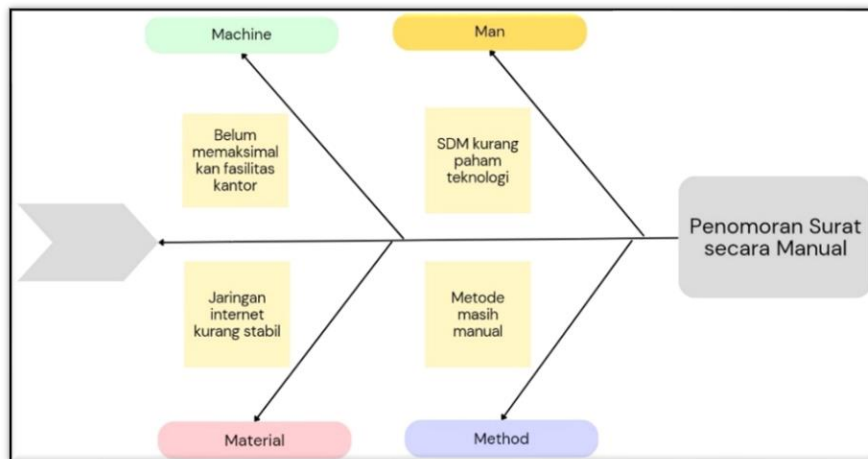 Machine
Man
Belum
memaksimal
kan fasilitas
kantor
SDM kurang
paham
teknologi
Penomoran Surat
secara Manual
Jaringan
internet
kurang stabil
Metode
masih
manual
Material
Method